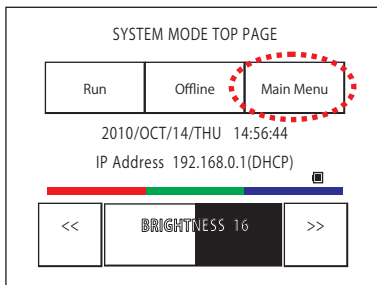 SYSTEM MODE TOP PAGE
Run Offline Main Menu
2010/OCT/14/THU 14:56:44
IP Address 192.168.0.1(DHCP)
<< BRIGHTNESS 16 >>